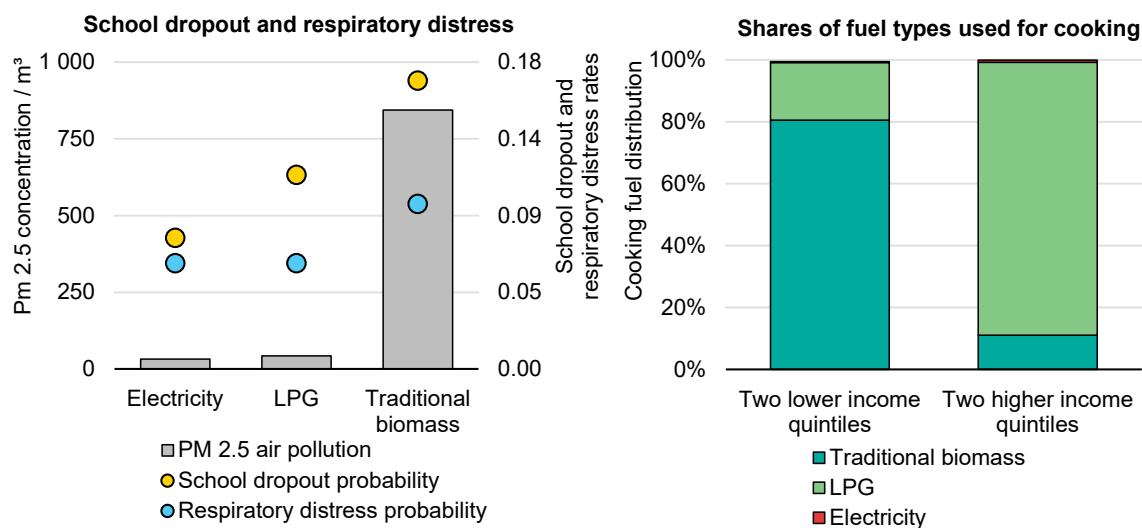 School dropout and respiratory distress
Pm 2.5 concentration / m³
1 000
750
500
250
0
0.18
0.14
0.09
0.05
0.00
School dropout and
respiratory distress rates
Electricity
LPG
Traditional
biomass
PM 2.5 air pollution
School dropout probability
Respiratory distress probability
Shares of fuel types used for cooking
Cooking fuel distribution
100%
80%
60%
40%
20%
0%
Two lower income
quintiles
Two higher income
quintiles
Traditional biomass
LPG
Electricity